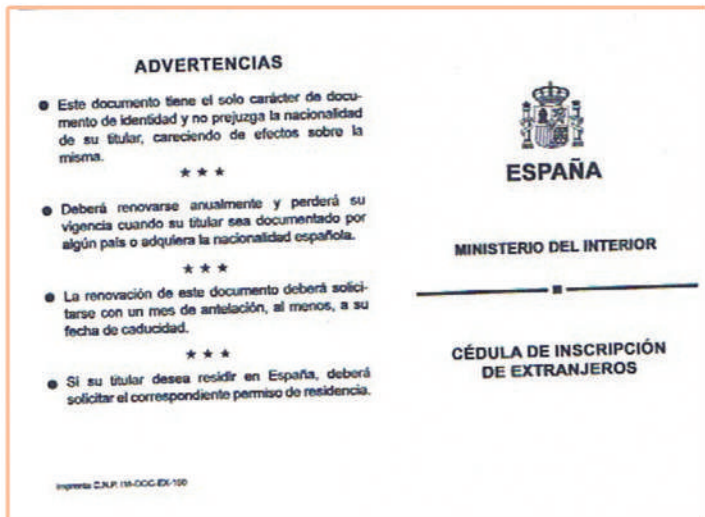 ADVERTENCIAS
● Este documento tiene el solo carácter de docu-
mento de identidad y no prejuzga la nacionalidad
de su titular, careciendo de efectos sobre la
misma.
★ ★ ★
● Deberá renovarse anualmente y perderá su
vigencia cuando su titular sea documentado por
algún país o adquiera la nacionalidad española.
★ ★ ★
● La renovación de este documento deberá solici-
tarse con un mes de antelación, al menos, a su
fecha de caducidad.
★ ★ ★
● Si su titular desea residir en España, deberá
solicitar el correspondiente permiso de residencia.
Imprenta C.N.P.
ESPAÑA
MINISTERIO DEL INTERIOR
CÉDULA DE INSCRIPCIÓN
DE EXTRANJEROS